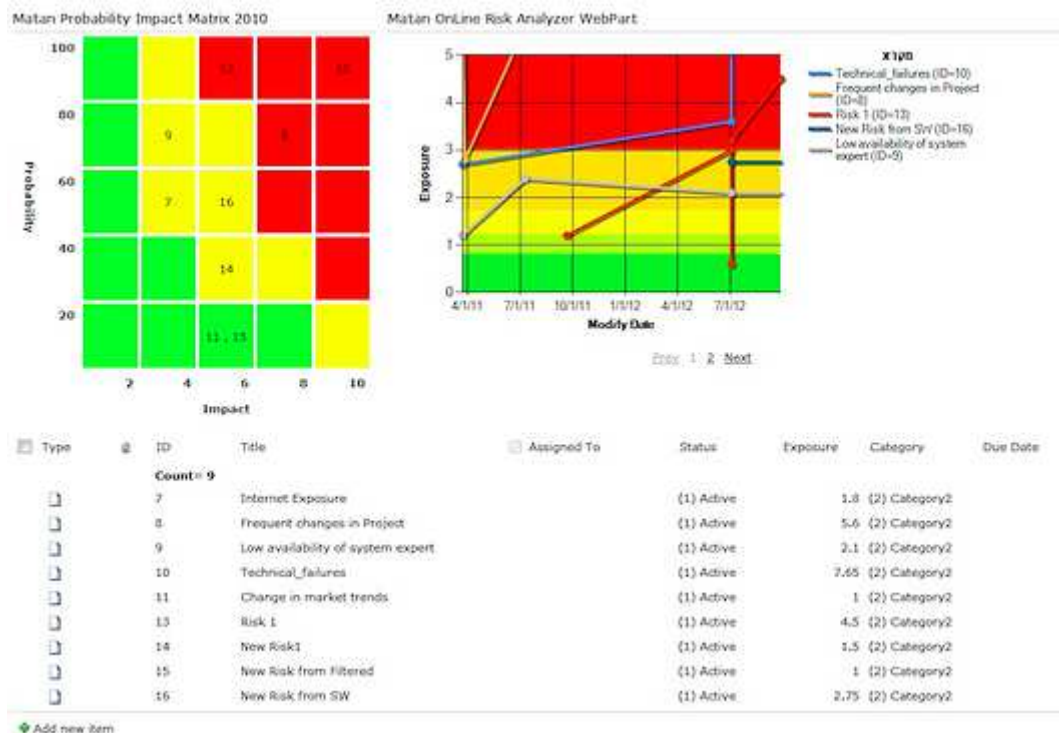 Matan Probability Impact Matrix 2010
Matan OnLine Risk Analyzer WebPart
100
80
9
60
7 16
40
14
20
11, 15
2 4 6 8 10
Probability
Impact
5
4
3
2
1
0
Exposure
4/1/11 7/1/11 10/1/11 1/1/12 4/1/12 7/1/12
Modify Date
מקרא
Technical_failures (ID=10)
Frequent changes in Project
(ID=8)
Risk 1 (ID=13)
New Risk from SW (ID=16)
Low availability of system
expert (ID=9)
Prev 1 2 Next
Type ID Title Assigned To Status Exposure Category Due Date
Count= 9
7 Internet Exposure (1) Active 1.8 (2) Category2
8 Frequent changes in Project (1) Active 5.6 (2) Category2
9 Low availability of system expert (1) Active 2.1 (2) Category2
10 Technical_failures (1) Active 7.65 (2) Category2
11 Change in market trends (1) Active 1 (2) Category2
13 Risk 1 (1) Active 4.5 (2) Category2
14 New Risk1 (1) Active 1.5 (2) Category2
15 New Risk from Filtered (1) Active 1 (2) Category2
16 New Risk from SW (1) Active 2.75 (2) Category2
Add new item